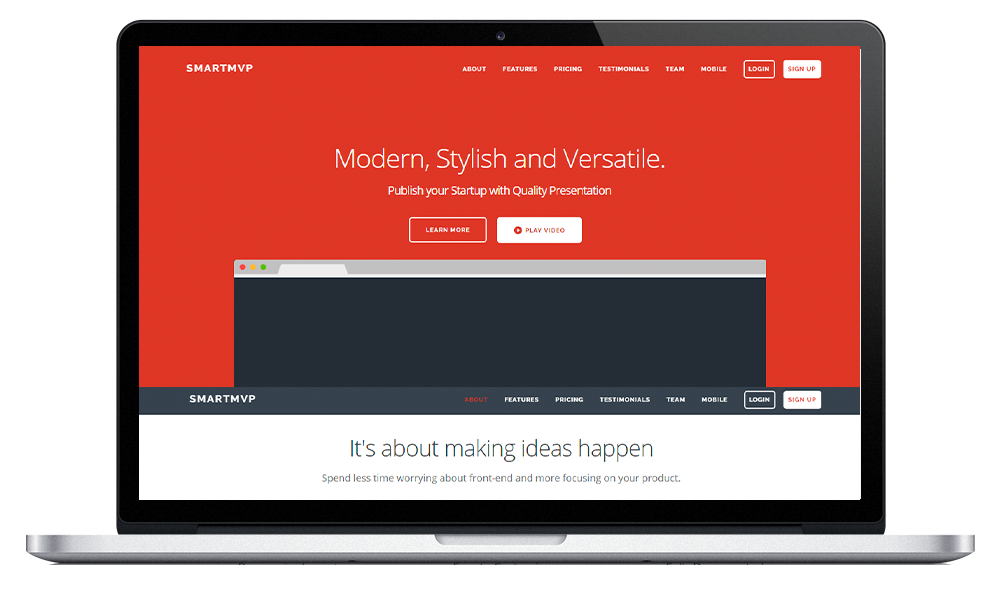 SMARTMVP ABOUT FEATURES PRICING TESTIMONIALS TEAM MOBILE LOGIN SIGN UP
Modern, Stylish and Versatile.
Publish your Startup with Quality Presentation
LEARN MORE PLAY VIDEO
SMARTMVP ABOUT FEATURES PRICING TESTIMONIALS TEAM MOBILE LOGIN SIGN UP
It's about making ideas happen
Spend less time worrying about front-end and more focusing on your product.